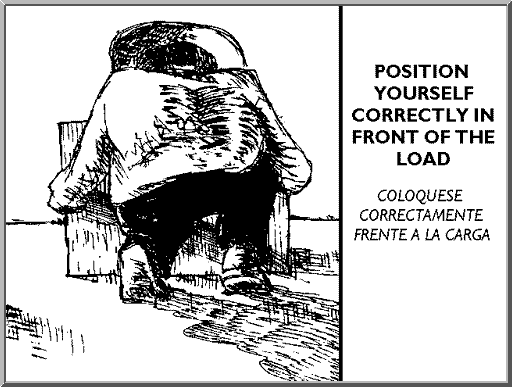 POSITION
YOURSELF
CORRECTLY IN
FRONT OF THE
LOAD
COLOQUESE
CORRECTAMENTE
FRENTE A LA CARGA